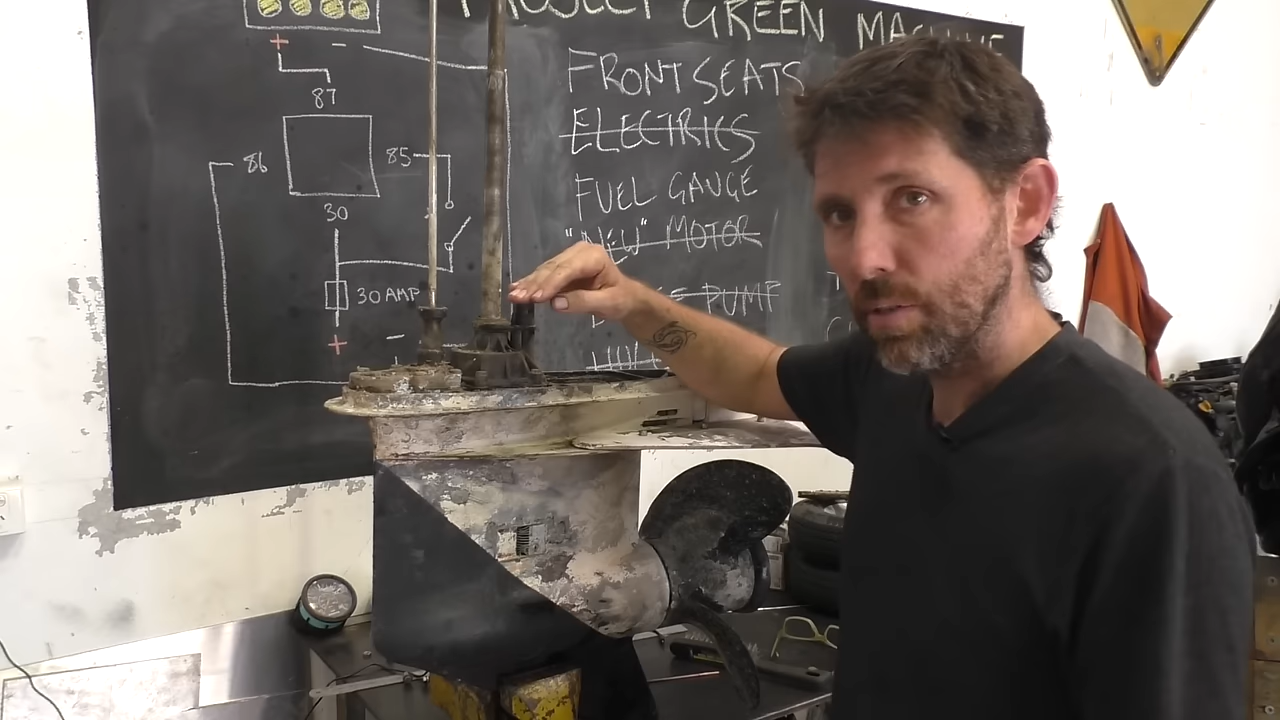 PROJECT GREEN MACHINE
FRONT SEATS
ELECTRICS
FUEL GAUGE
"NEW" MOTOR
PUMP
+ −
87
86
85
30
30 AMP
+
−